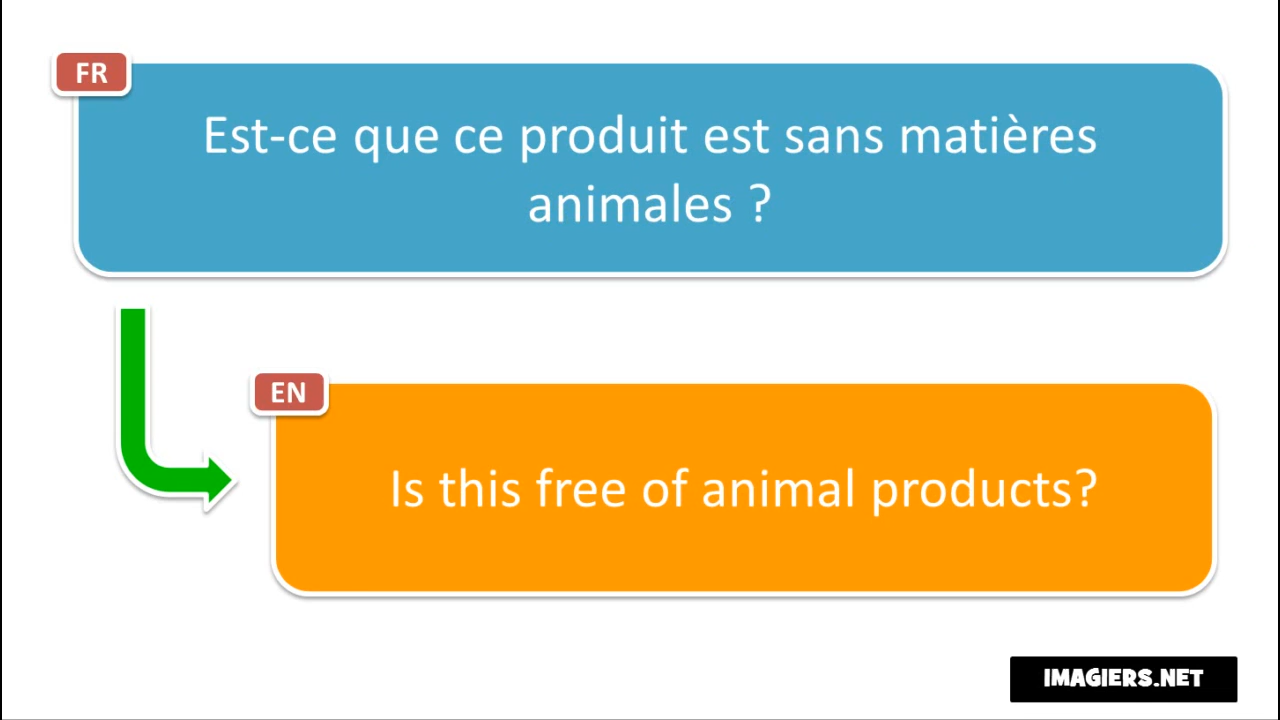 FR
Est-ce que ce produit est sans matières
animales ?
EN
Is this free of animal products?
IMAGIERS.NET